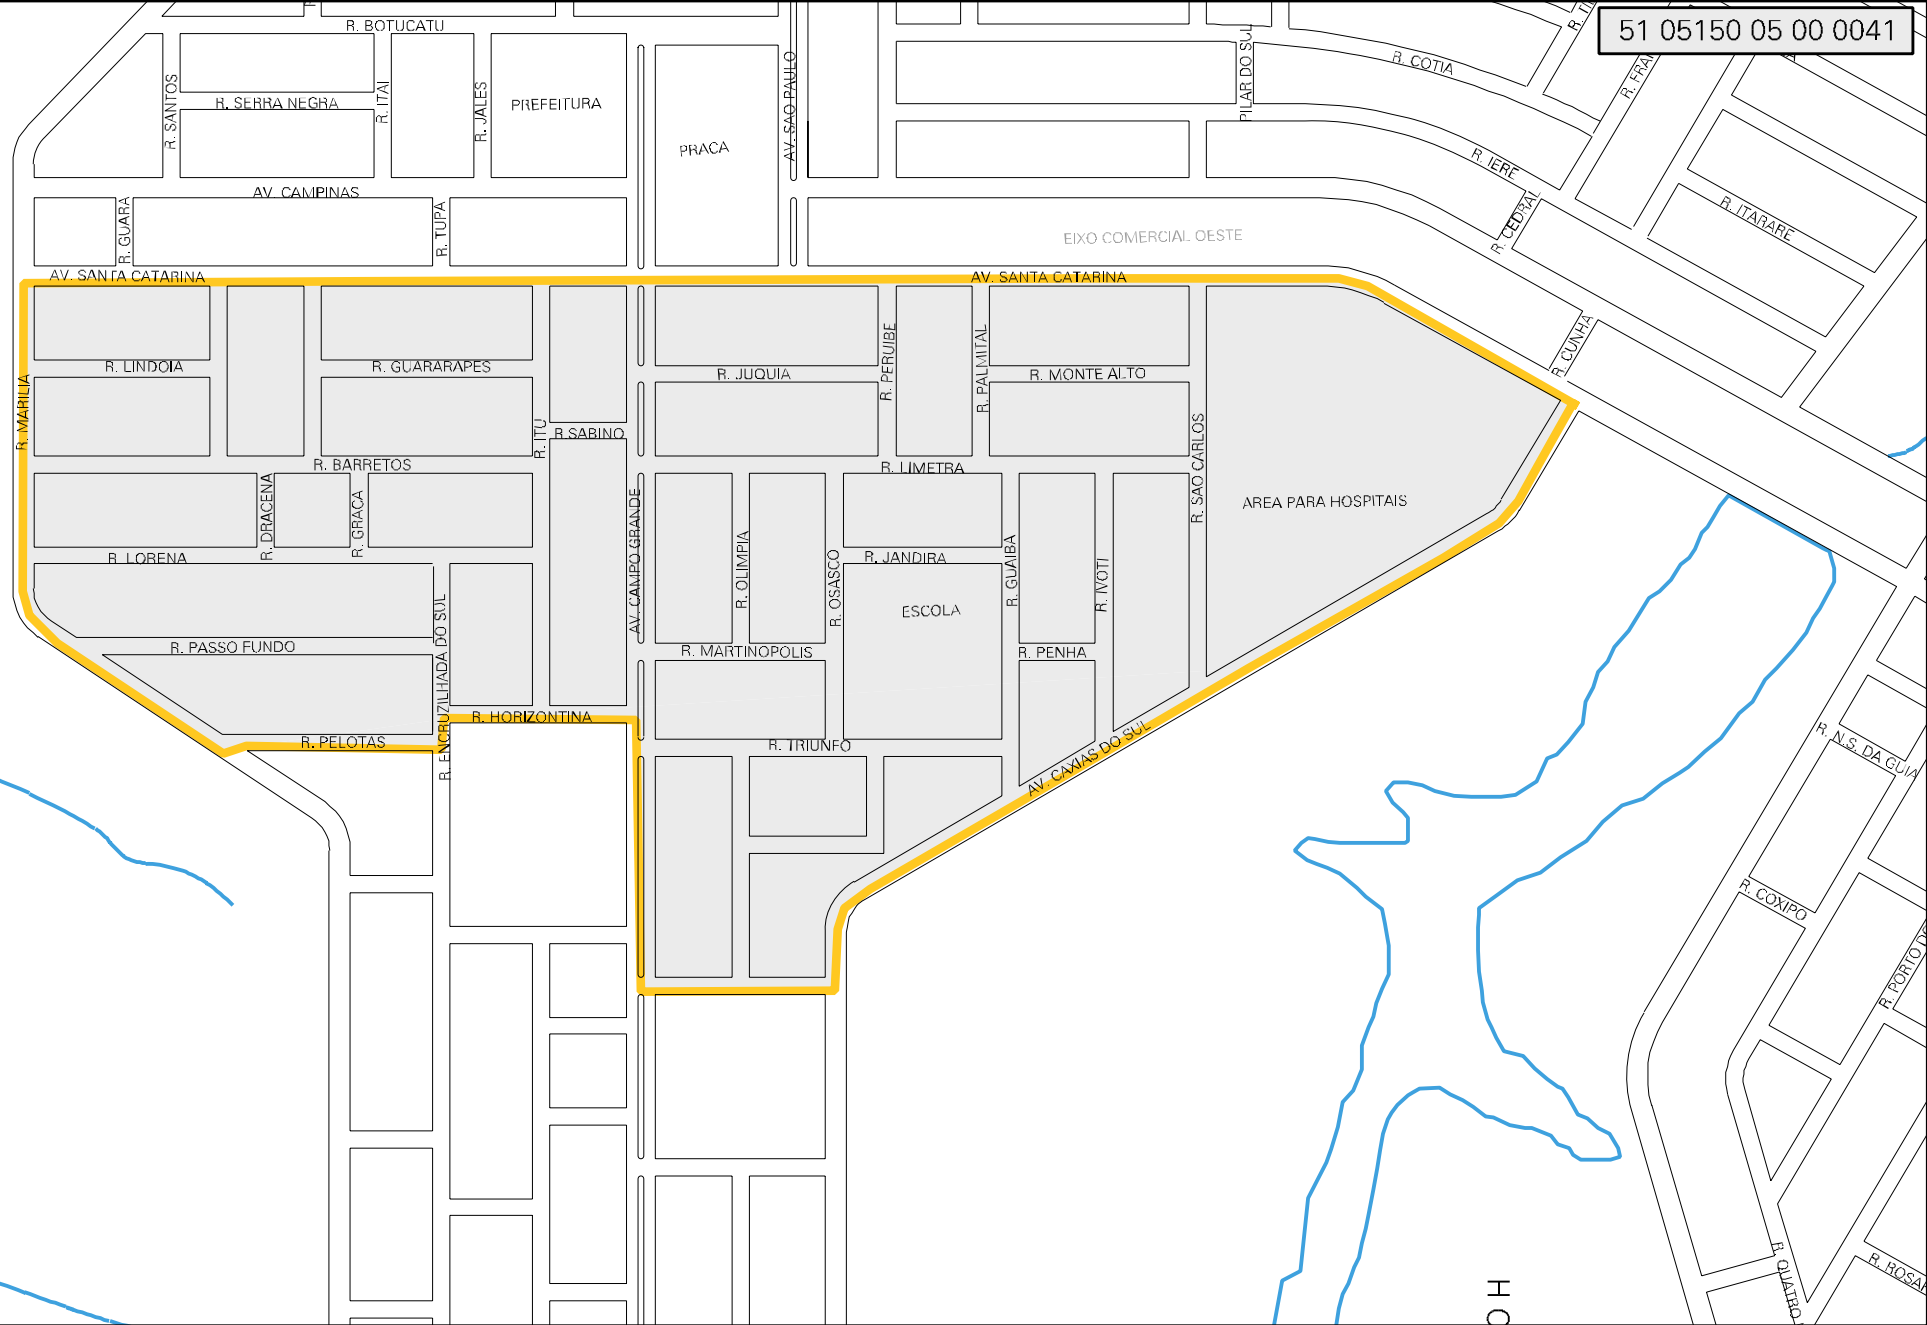 51 05150 05 00 0041
R. BOTUCATU
R. COTIA
R. SANTOS
R. SERRA NEGRA
R. ITAI
R. JALES
PREFEITURA
PRACA
AV. SAO PAULO
PILAR DO SUL
R. IERE
R. CEDRAL
R. ITARARE
AV. CAMPINAS
R. GUARA
R. TUPA
EIXO COMERCIAL OESTE
AV. SANTA CATARINA
AV. SANTA CATARINA
R. CUNHA
R. MARILIA
R. LINDOIA
R. GUARARAPES
R. JUQUIA
R. PERUIBE
R. PALMITAL
R. MONTE ALTO
R. ITU
R SABINO
R. BARRETOS
R. LIMETRA
R. SAO CARLOS
AREA PARA HOSPITAIS
R. DRACENA
R. GRACA
AV. CAMPO GRANDE
R. OLIMPIA
R. OSASCO
R. JANDIRA
R. GUAIBA
R. IVOTI
R. LORENA
ESCOLA
R. PASSO FUNDO
R. ENCRUZILHADA DO SUL
R. MARTINOPOLIS
R. PENHA
R. HORIZONTINA
R. PELOTAS
R. TRIUNFO
AV. CAXIAS DO SUL
R. N.S. DA GUIA
R. COXIPO
R. PORTO
R. QUATRO
R. ROSAR
HO